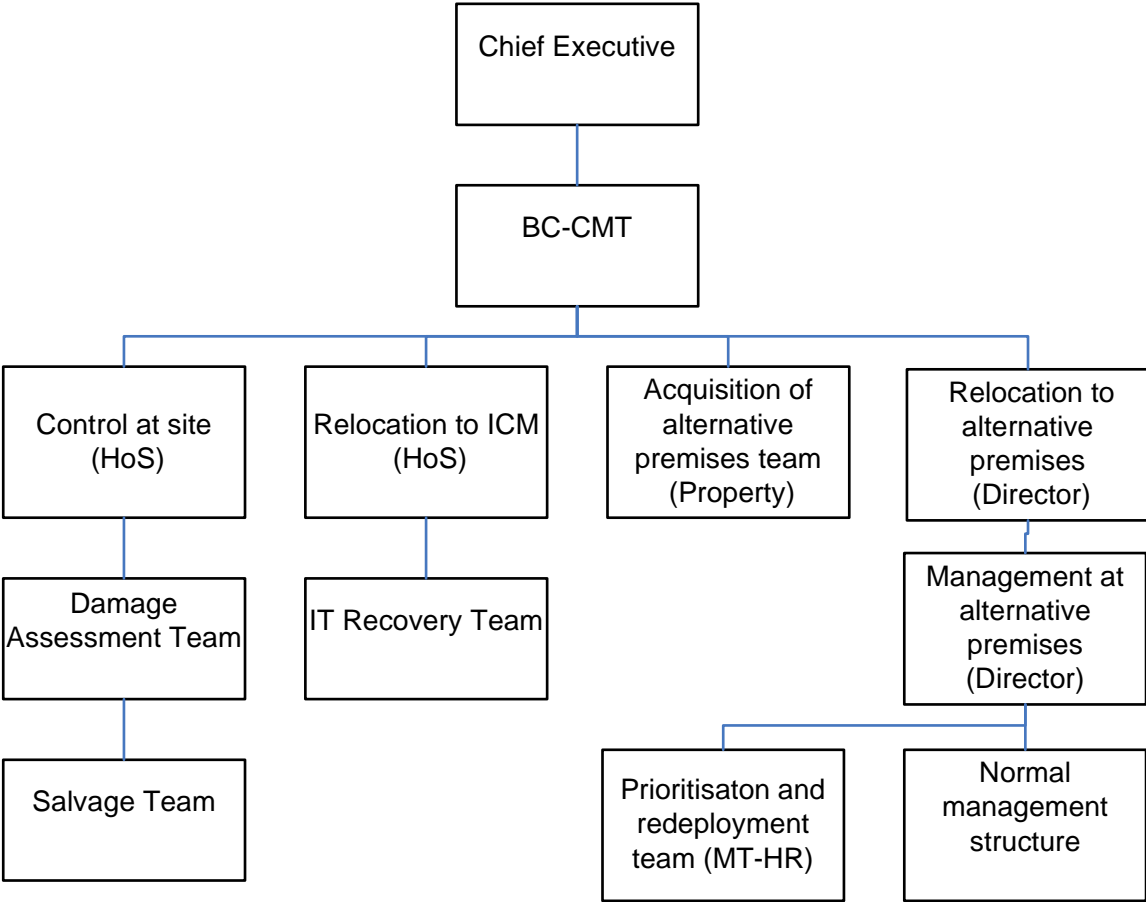 Chief Executive
BC-CMT
Control at site
(HoS)
Relocation to ICM
(HoS)
Acquisition of
alternative
premises team
(Property)
Relocation to
alternative
premises
(Director)
Damage
Assessment Team
IT Recovery Team
Management at
alternative
premises
(Director)
Salvage Team
Prioritisaton and
redeployment
team (MT-HR)
Normal
management
structure